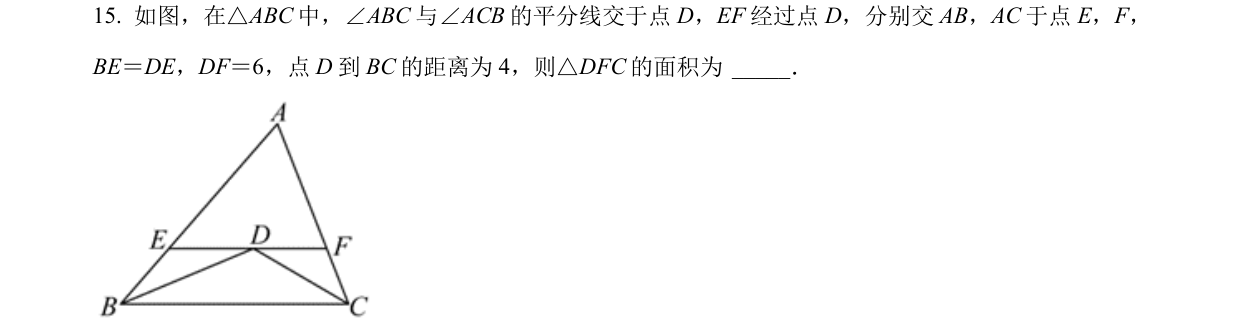 15. 如图，在△ABC中，∠ABC与∠ACB的平分线交于点D，EF经过点D，分别交AB，AC于点E，F，
BE＝DE，DF＝6，点D到BC的距离为4，则△DFC的面积为 _____．
A
E
D
F
B
C